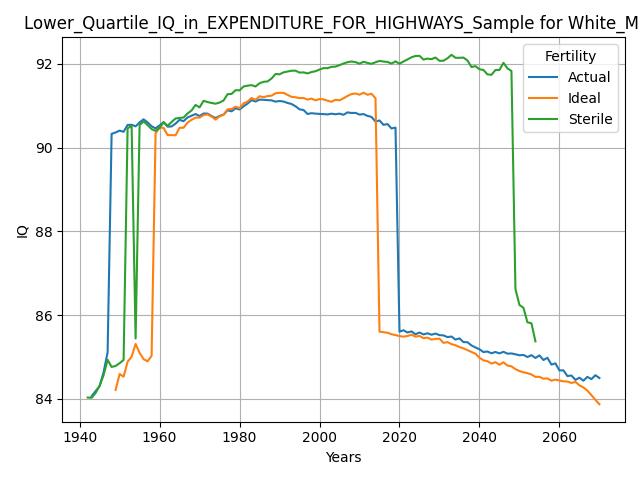 Lower_Quartile_IQ_in_EXPENDITURE_FOR_HIGHWAYS_Sample for White_M
Fertility
Actual
Ideal
Sterile
92
90
88
86
84
IQ
1940
1960
1980
2000
2020
2040
2060
Years